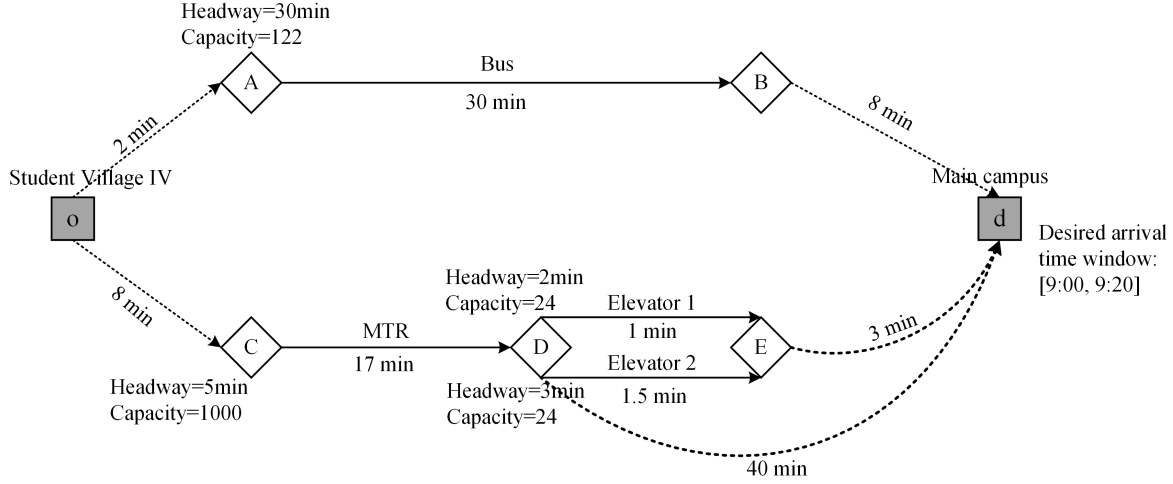 Headway=30min
Capacity=122
A
Bus
30 min
B
2 min
8 min
Student Village IV
o
Main campus
d
Desired arrival
time window:
[9:00, 9:20]
8 min
Headway=2min
Capacity=24
Elevator 1
1 min
C
MTR
17 min
D
E
3 min
Elevator 2
1.5 min
Headway=5min
Capacity=1000
Headway=3min
Capacity=24
40 min